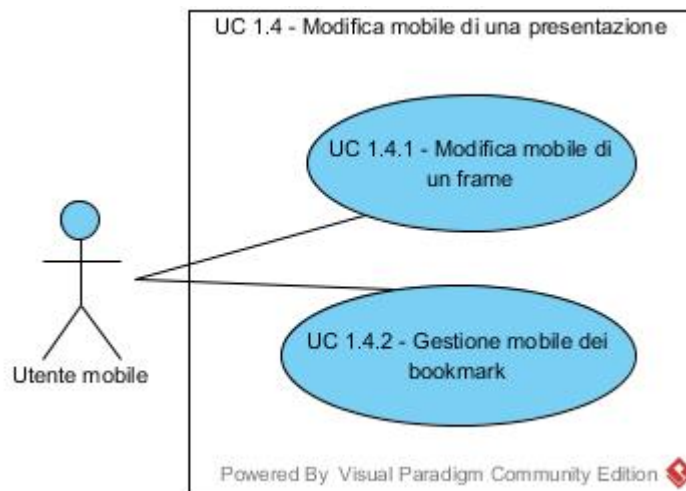 UC 1.4 - Modifica mobile di una presentazione
UC 1.4.1 - Modifica mobile di
un frame
Utente mobile
UC 1.4.2 - Gestione mobile dei
bookmark
Powered By Visual Paradigm Community Edition